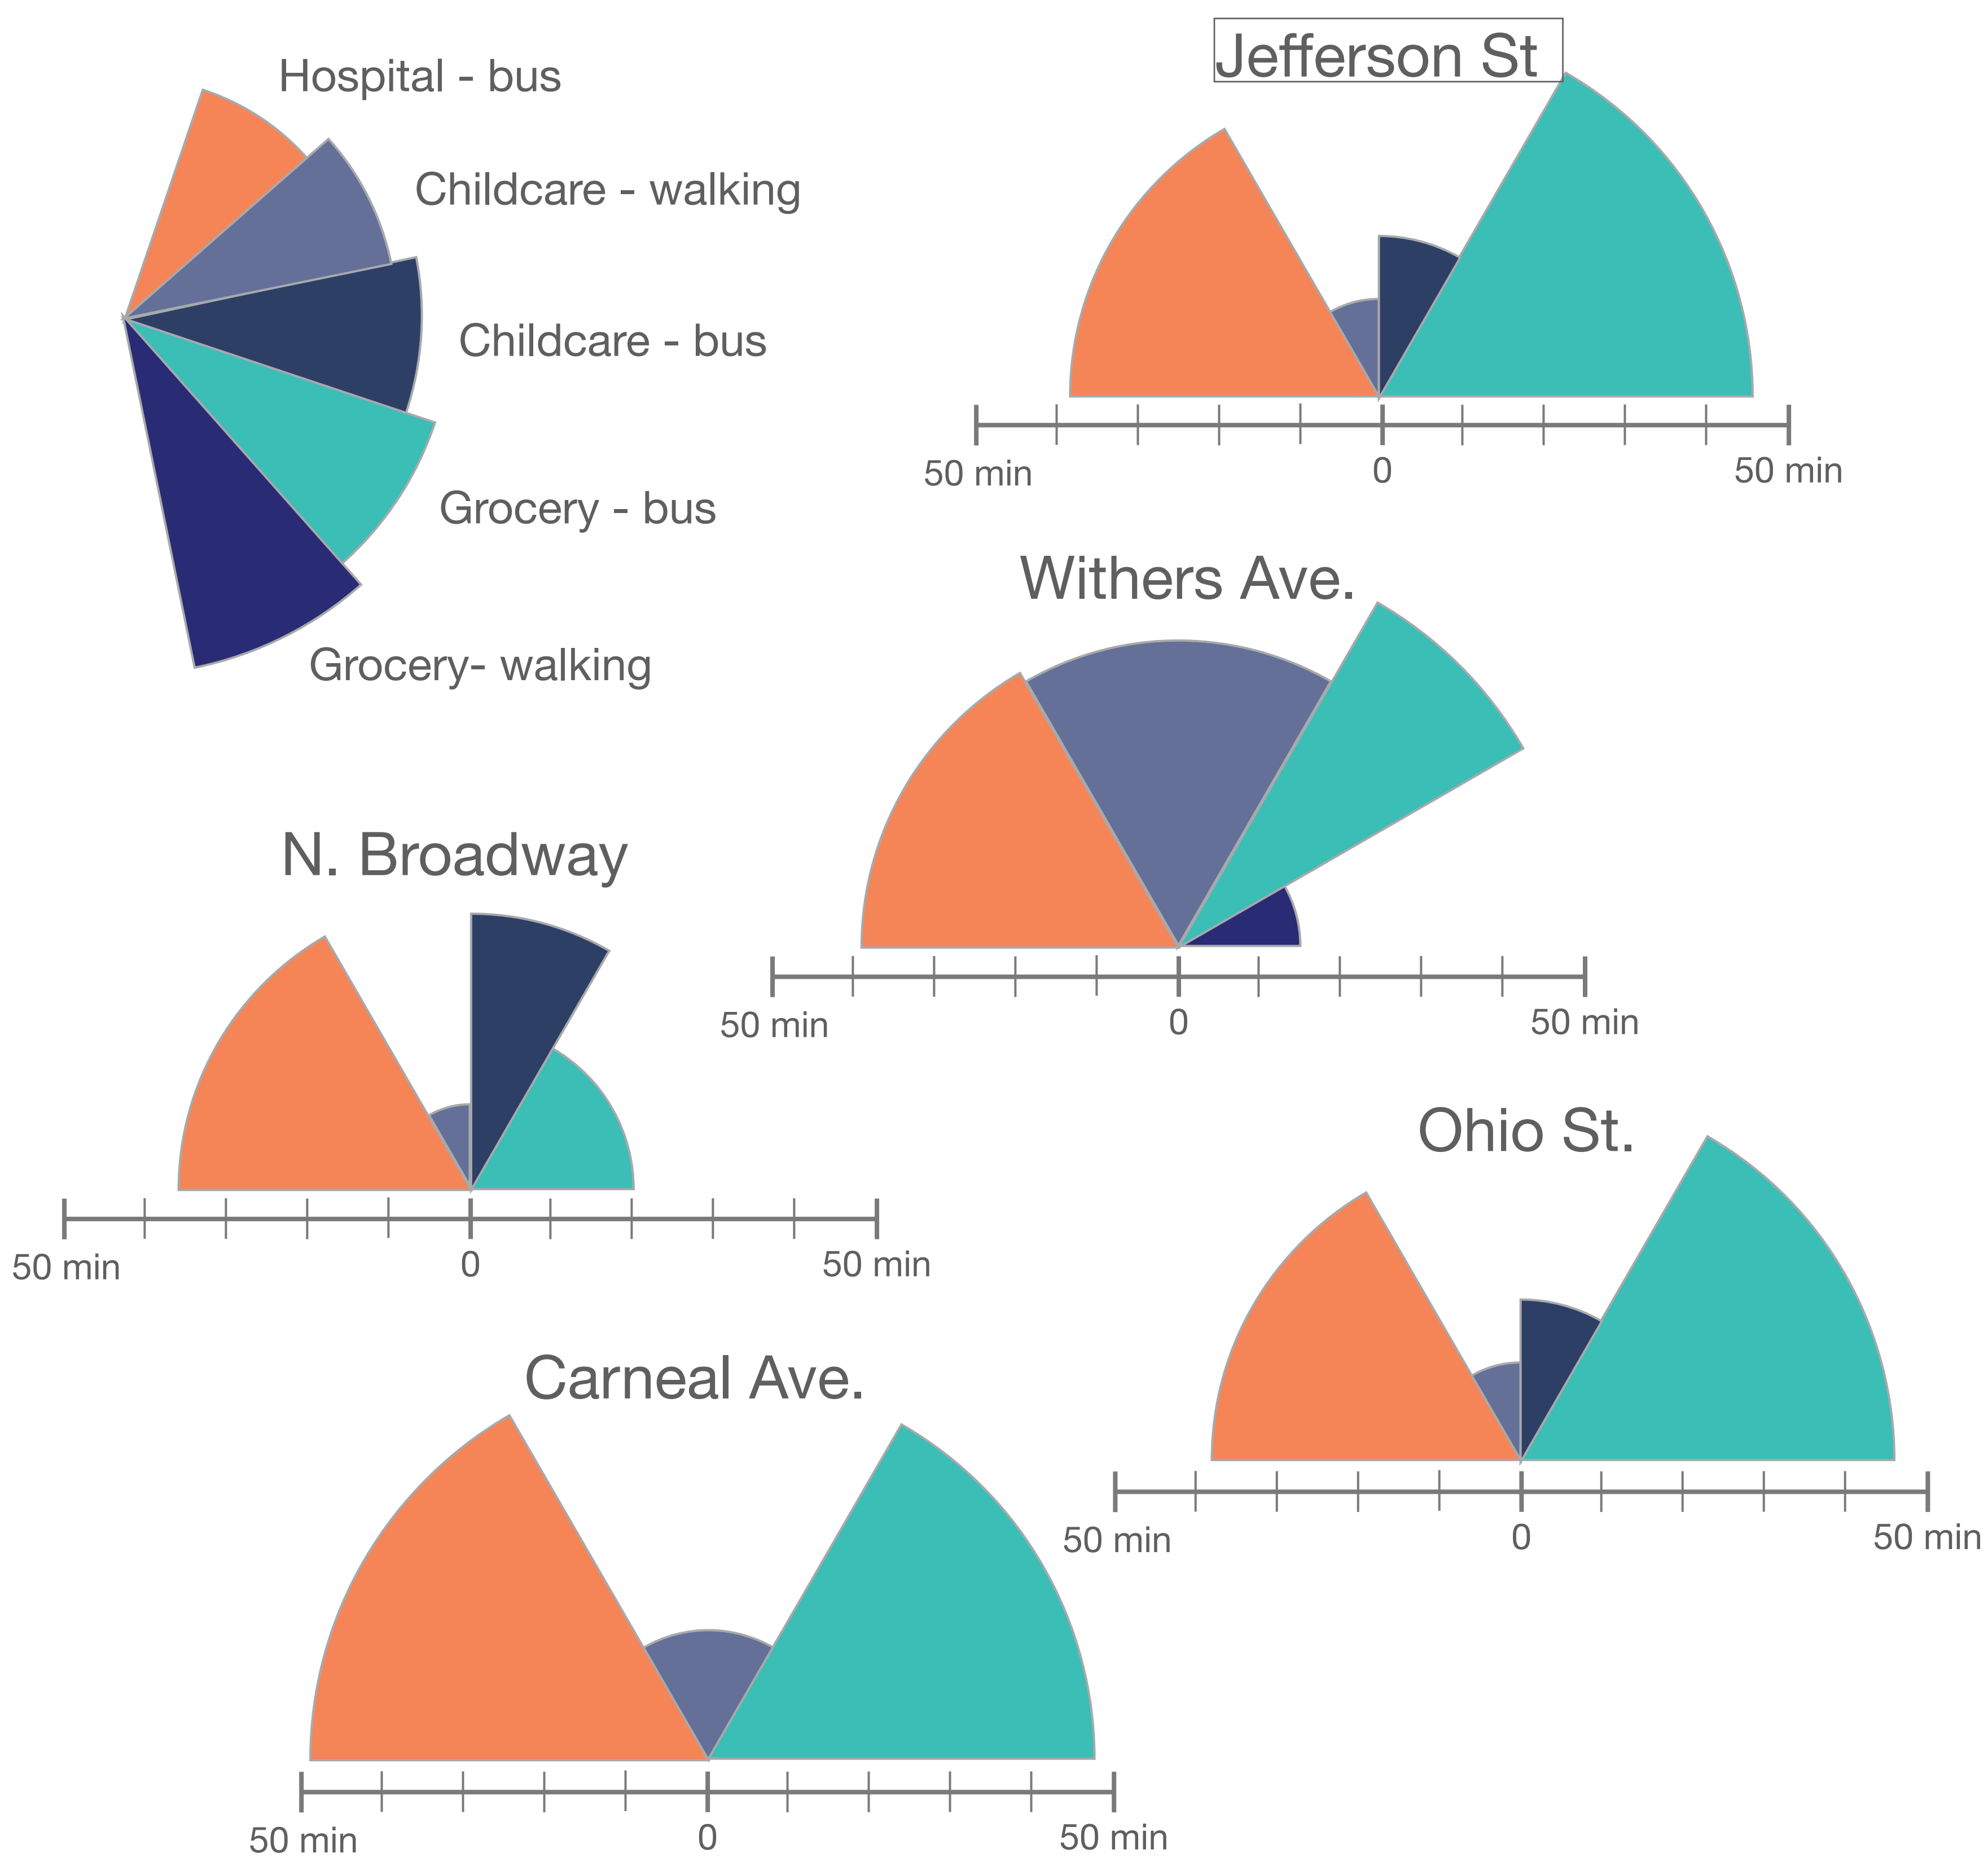 Hospital - bus
Childcare - walking
Childcare - bus
Grocery - bus
Grocery- walking
Jefferson St
50 min
0
50 min
Withers Ave.
50 min
0
50 min
N. Broadway
50 min
0
50 min
Ohio St.
50 min
0
50 min
Carneal Ave.
50 min
0
50 min